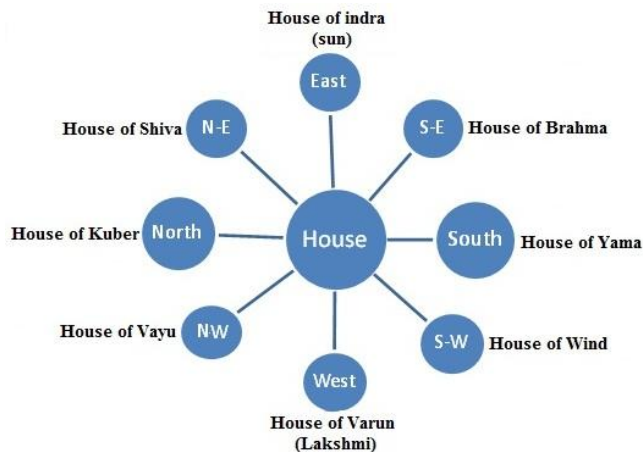 House of indra
(sun)
East
House of Shiva
N-E
S-E
House of Brahma
House of Kuber
North
House
South
House of Yama
House of Vayu
NW
S-W
House of Wind
West
House of Varun
(Lakshmi)